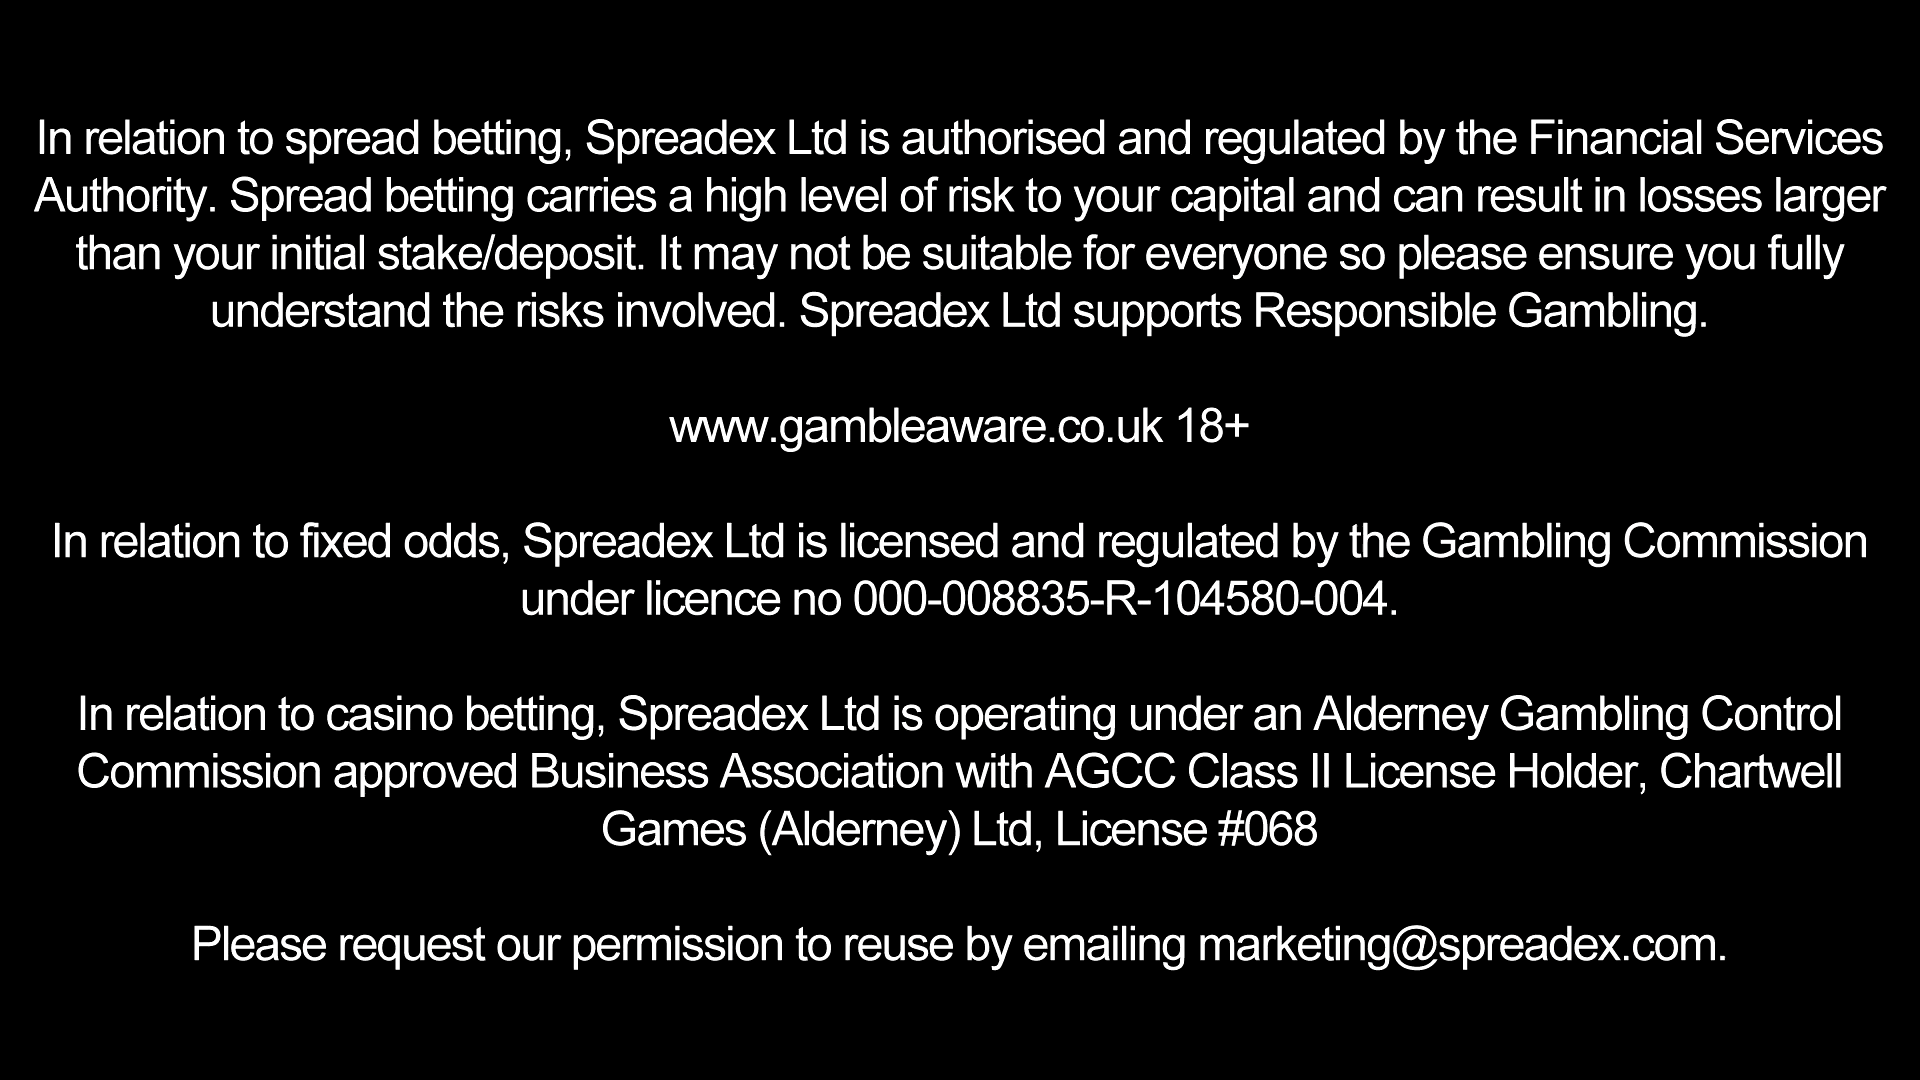 In relation to spread betting, Spreadex Ltd is authorised and regulated by the Financial Services
Authority. Spread betting carries a high level of risk to your capital and can result in losses larger
than your initial stake/deposit. It may not be suitable for everyone so please ensure you fully
understand the risks involved. Spreadex Ltd supports Responsible Gambling.
www.gambleaware.co.uk 18+
In relation to fixed odds, Spreadex Ltd is licensed and regulated by the Gambling Commission
under licence no 000-008835-R-104580-004.
In relation to casino betting, Spreadex Ltd is operating under an Alderney Gambling Control
Commission approved Business Association with AGCC Class II License Holder, Chartwell
Games (Alderney) Ltd, License #068
Please request our permission to reuse by emailing marketing@spreadex.com.